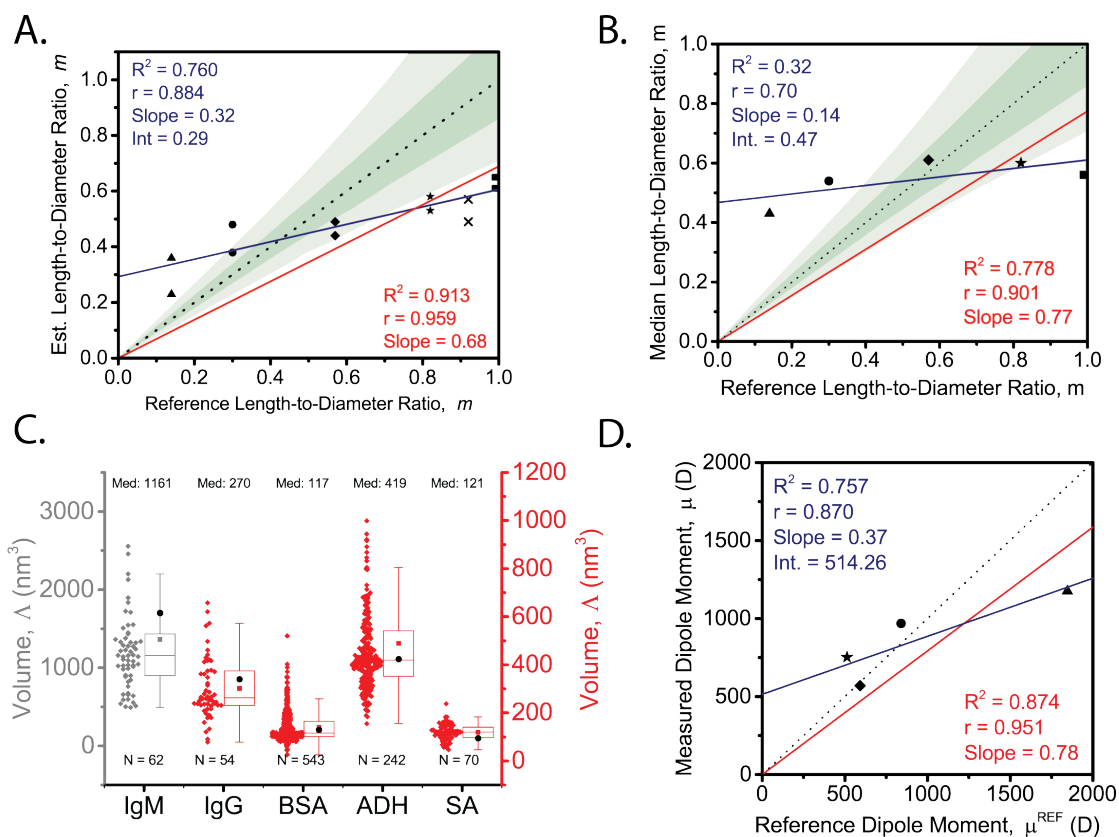 A.
Est. Length-to-Diameter Ratio, m
1.0
0.8
0.6
0.4
0.2
0.0
R² = 0.760
r = 0.884
Slope = 0.32
Int = 0.29
R² = 0.913
r = 0.959
Slope = 0.68
0.0 0.2 0.4 0.6 0.8 1.0
Reference Length-to-Diameter Ratio, m
B.
Median Length-to-Diameter Ratio, m
1.0
0.8
0.6
0.4
0.2
0.0
R² = 0.32
r = 0.70
Slope = 0.14
Int. = 0.47
R² = 0.778
r = 0.901
Slope = 0.77
0.0 0.2 0.4 0.6 0.8 1.0
Reference Length-to-Diameter Ratio, m
C.
Volume, Λ (nm³)
3000
2000
1000
0
Med: 1161 Med: 270 Med: 117 Med: 419 Med: 121
N = 62 N = 54 N = 543 N = 242 N = 70
IgM IgG BSA ADH SA
1200
1000
800
600
400
200
0
Volume, Λ (nm³)
D.
Measured Dipole Moment, μ (D)
2000
1500
1000
500
0
R² = 0.757
r = 0.870
Slope = 0.37
Int. = 514.26
R² = 0.874
r = 0.951
Slope = 0.78
0 500 1000 1500 2000
Reference Dipole Moment, μᴿᴱᶠ (D)